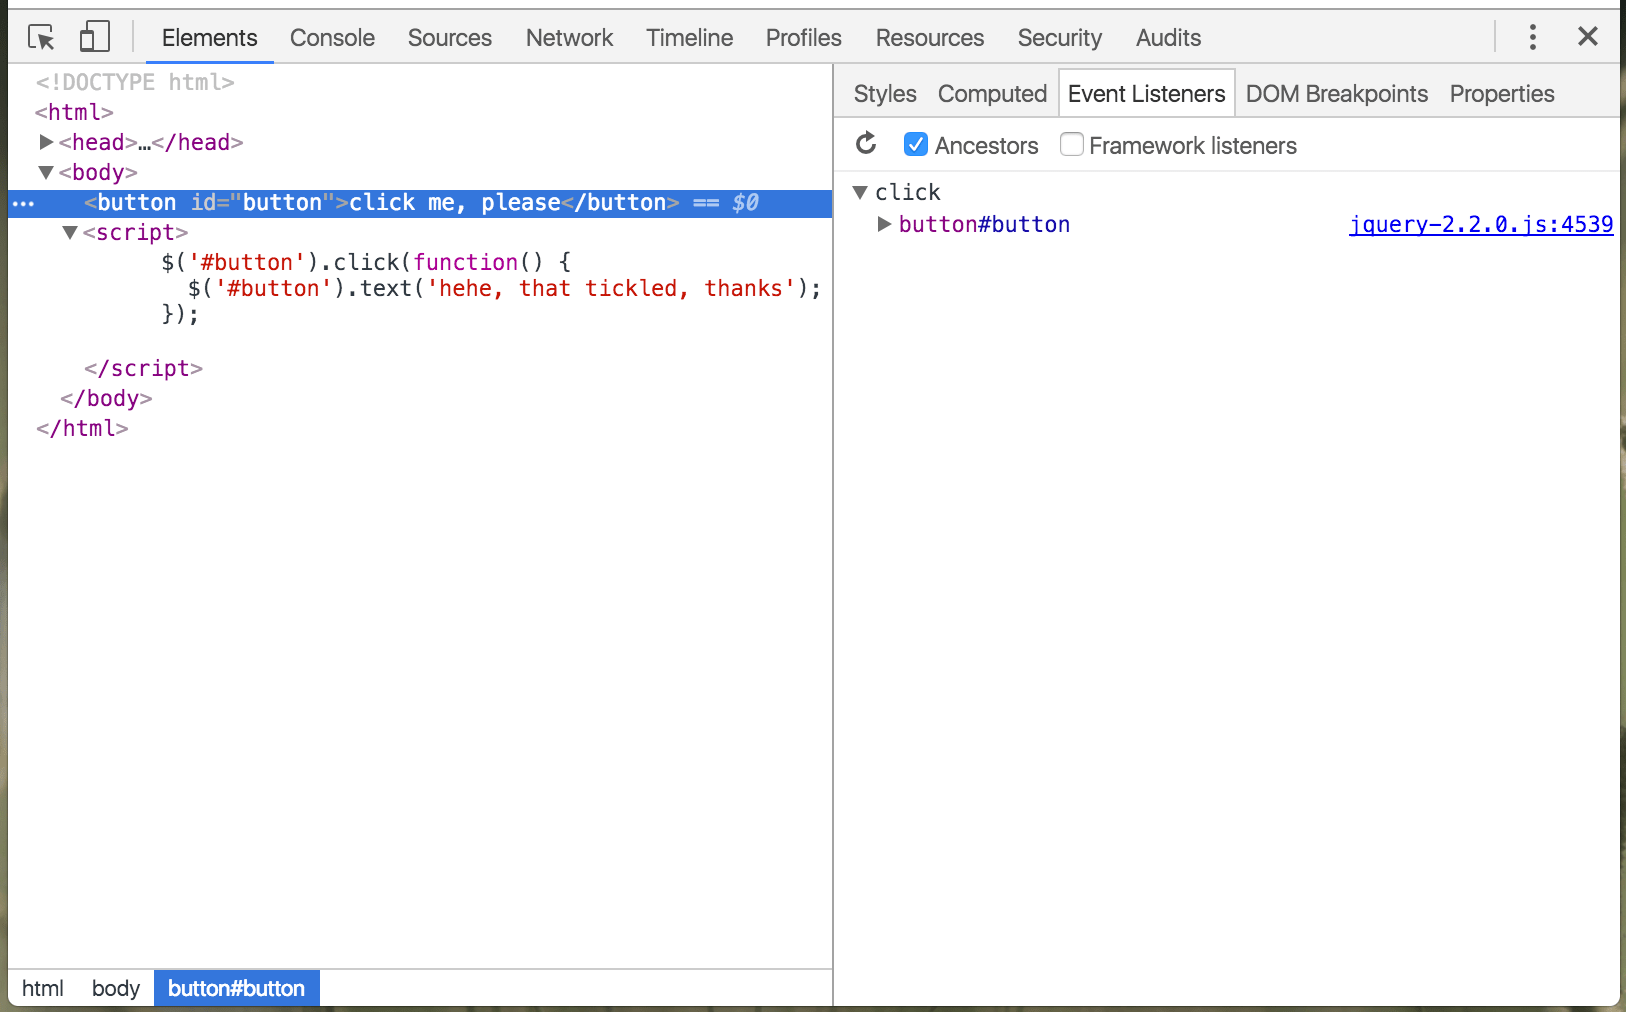 Elements Console Sources Network Timeline Profiles Resources Security Audits
<!DOCTYPE html>
<html>
<head>…</head>
<body>
<button id="button">click me, please</button> == $0
<script>
$('#button').click(function() {
$('#button').text('hehe, that tickled, thanks');
});
</script>
</body>
</html>
html body button#button
Styles Computed Event Listeners DOM Breakpoints Properties
Ancestors Framework listeners
click
button#button jquery-2.2.0.js:4539